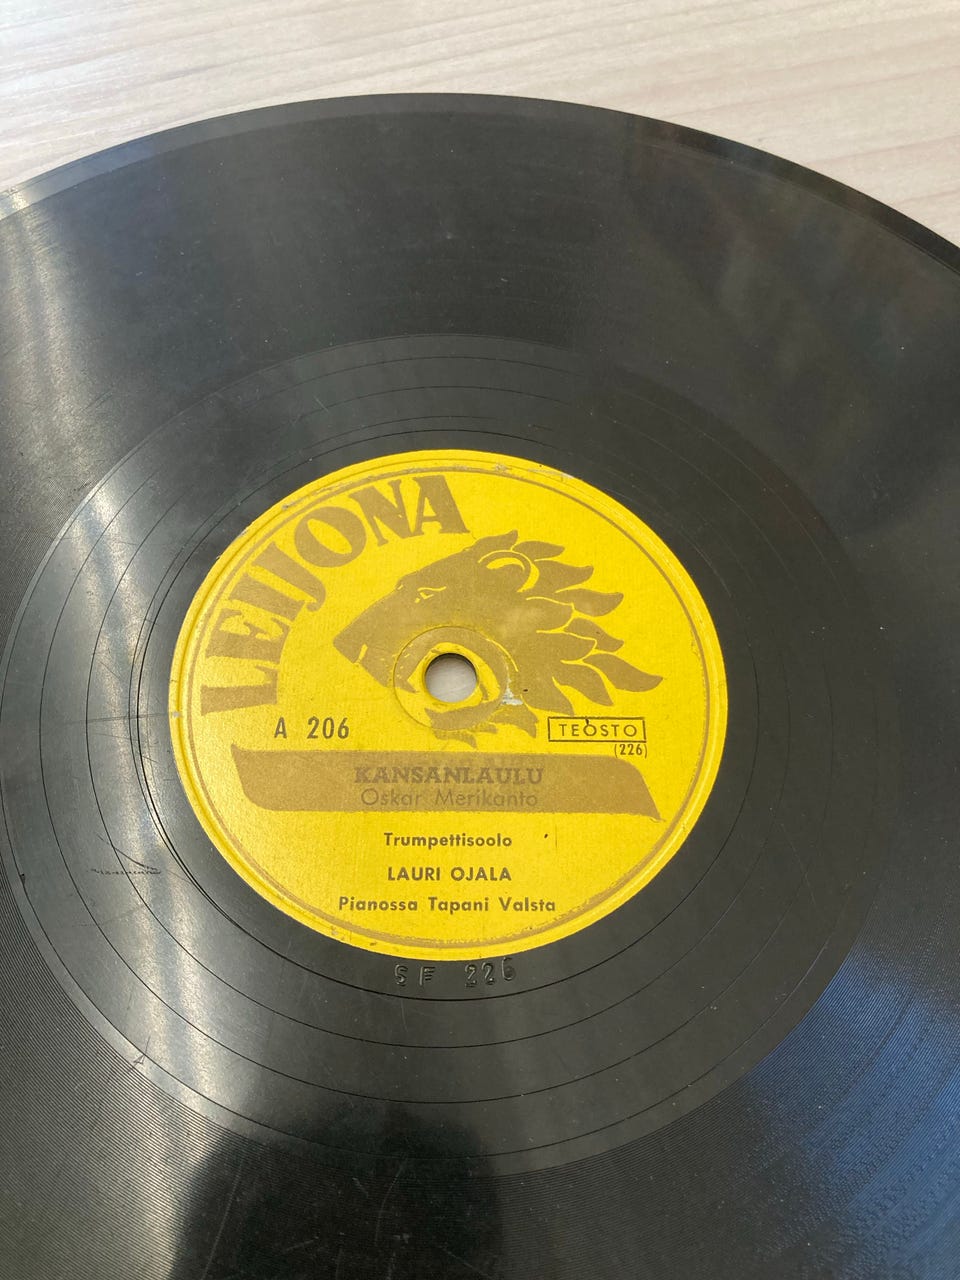 LEIJONA
A 206
TEOSTO
(226)
KANSANLAULU
Oskar Merikanto
Trumpettisoolo
LAURI OJALA
Pianossa Tapani Valsta
SF 226